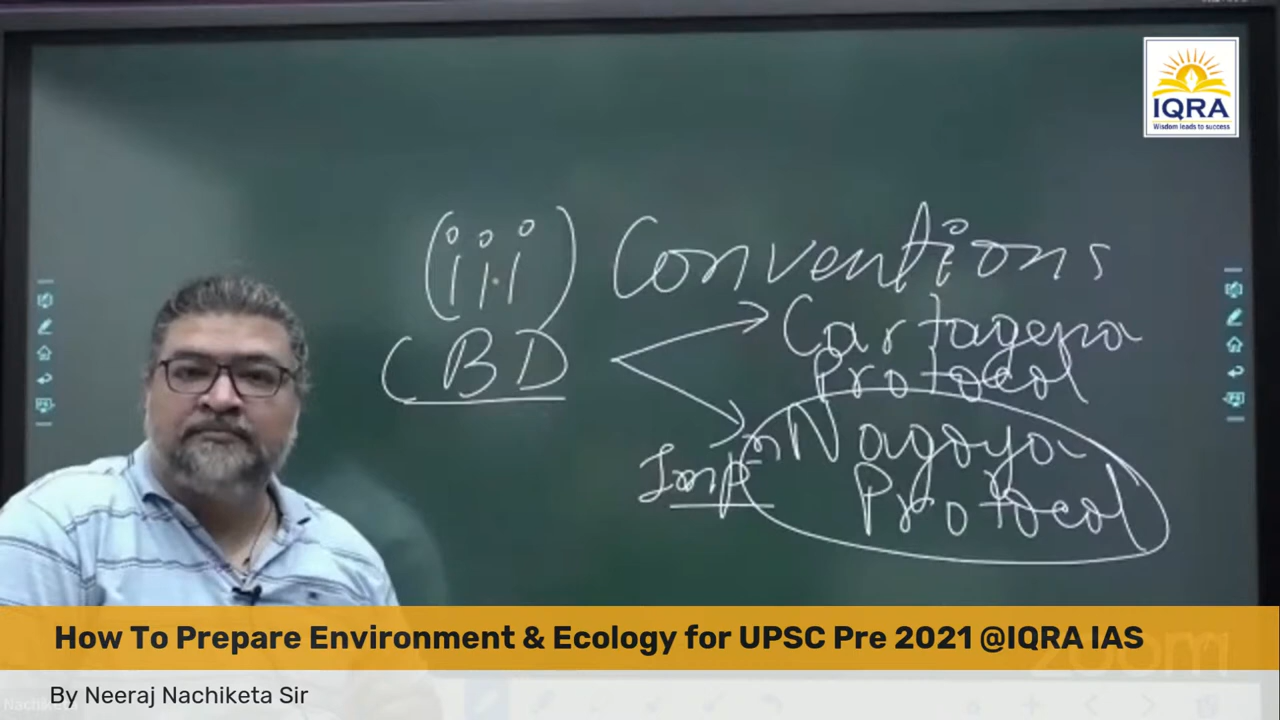 IQRA
Wisdom leads to success
(iii) Conventions
CBD
Cartagena
Protocol
Imp
Nagoya
Protocol
How To Prepare Environment & Ecology for UPSC Pre 2021 @IQRA IAS
zoom
By Neeraj Nachiketa Sir